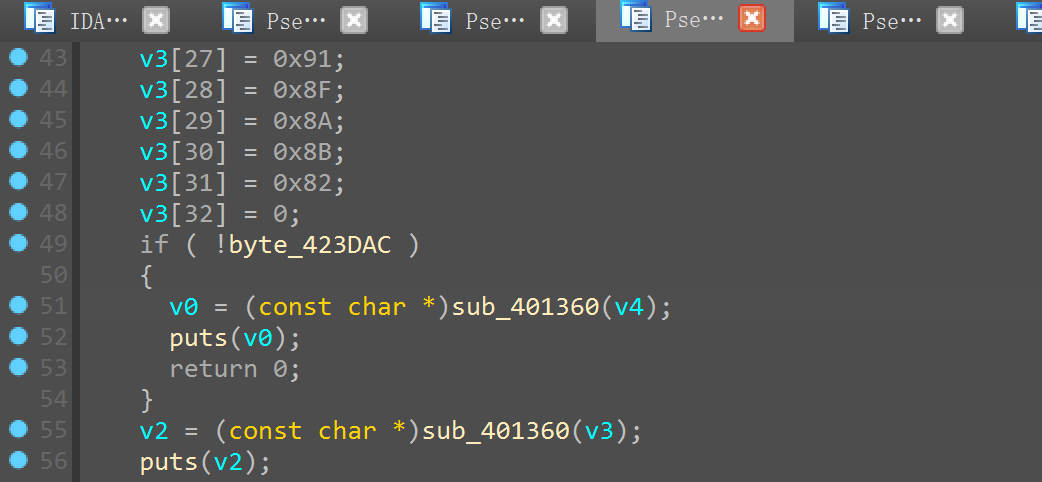 IDA… Pse… Pse… Pse… Pse…
43 v3[27] = 0x91;
44 v3[28] = 0x8F;
45 v3[29] = 0x8A;
46 v3[30] = 0x8B;
47 v3[31] = 0x82;
48 v3[32] = 0;
49 if ( !byte_423DAC )
50 {
51 v0 = (const char *)sub_401360(v4);
52 puts(v0);
53 return 0;
54 }
55 v2 = (const char *)sub_401360(v3);
56 puts(v2);